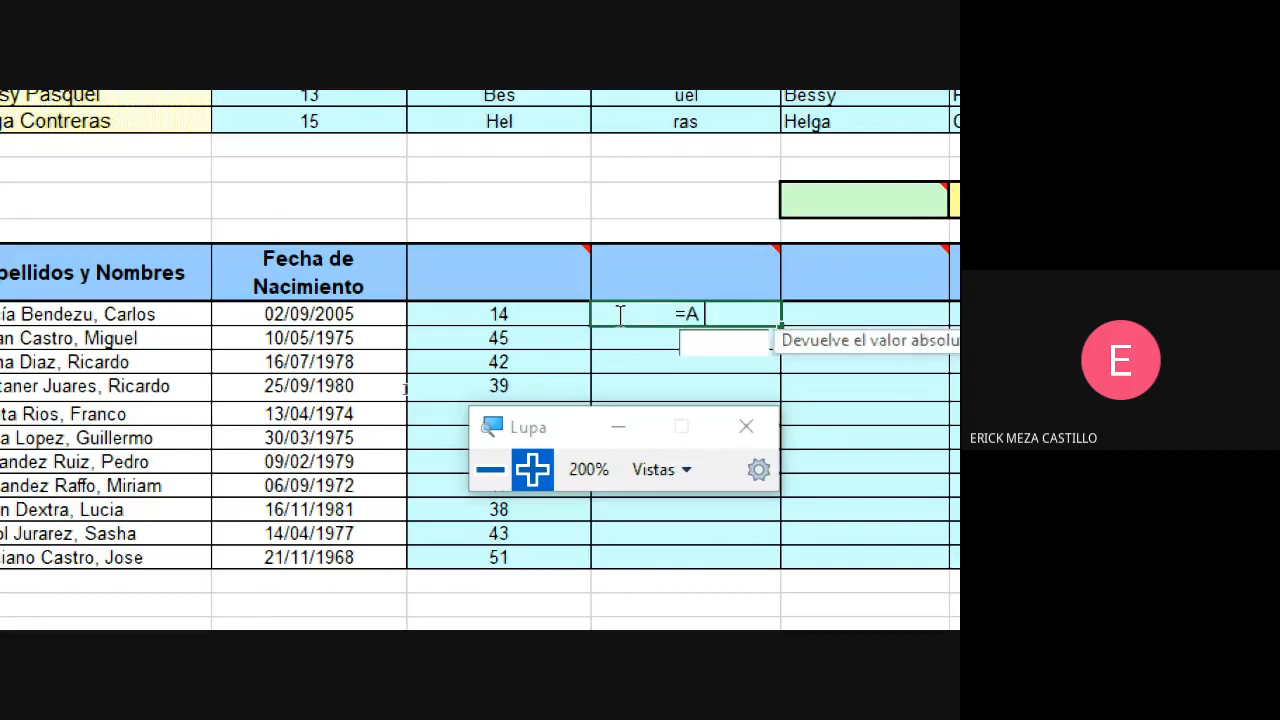 sy Pasquel 13 Bes uel Bessy
ga Contreras 15 Hel ras Helga
pellidos y Nombres Fecha de
Nacimiento
ía Bendezu, Carlos 02/09/2005 14 =A
an Castro, Miguel 10/05/1975 45
Devuelve el valor absolu
na Diaz, Ricardo 16/07/1978 42
taner Juares, Ricardo 25/09/1980 39
ta Rios, Franco 13/04/1974
a Lopez, Guillermo 30/03/1975
andez Ruiz, Pedro 09/02/1979
andez Raffo, Miriam 06/09/1972
n Dextra, Lucia 16/11/1981 38
ol Jurarez, Sasha 14/04/1977 43
iano Castro, Jose 21/11/1968 51
Lupa
200% Vistas
E
ERICK MEZA CASTILLO